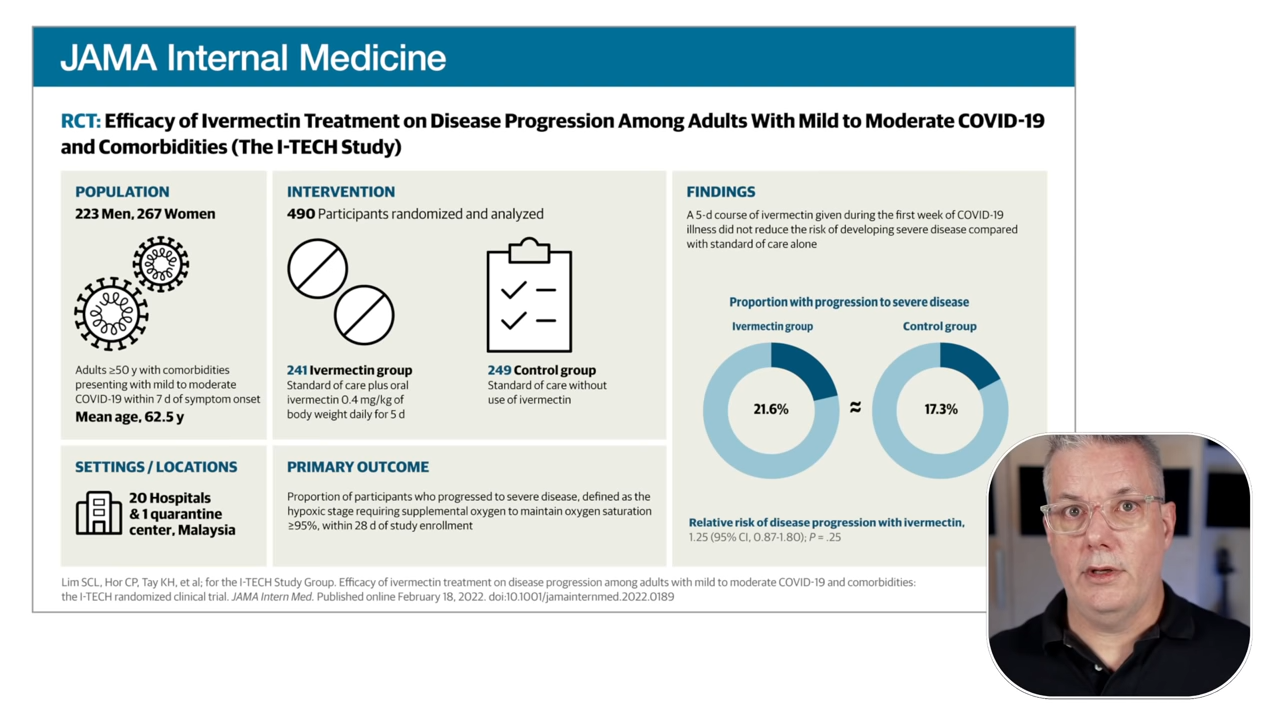 JAMA Internal Medicine
RCT: Efficacy of Ivermectin Treatment on Disease Progression Among Adults With Mild to Moderate COVID-19
and Comorbidities (The I-TECH Study)
POPULATION
223 Men, 267 Women
Adults ≥50 y with comorbidities
presenting with mild to moderate
COVID-19 within 7 d of symptom onset
Mean age, 62.5 y
INTERVENTION
490 Participants randomized and analyzed
241 Ivermectin group
Standard of care plus oral
ivermectin 0.4 mg/kg of
body weight daily for 5 d
249 Control group
Standard of care without
use of ivermectin
FINDINGS
A 5-d course of ivermectin given during the first week of COVID-19
illness did not reduce the risk of developing severe disease compared
with standard of care alone
Proportion with progression to severe disease
Ivermectin group
Control group
21.6%
≈
17.3%
Relative risk of disease progression with ivermectin,
1.25 (95% CI, 0.87-1.80); P = .25
SETTINGS / LOCATIONS
20 Hospitals
& 1 quarantine
center, Malaysia
PRIMARY OUTCOME
Proportion of participants who progressed to severe disease, defined as the
hypoxic stage requiring supplemental oxygen to maintain oxygen saturation
≥95%, within 28 d of study enrollment
Lim SCL, Hor CP, Tay KH, et al; for the I-TECH Study Group. Efficacy of ivermectin treatment on disease progression among adults with mild to moderate COVID-19 and comorbidities:
the I-TECH randomized clinical trial. JAMA Intern Med. Published online February 18, 2022. doi:10.1001/jamainternmed.2022.0189